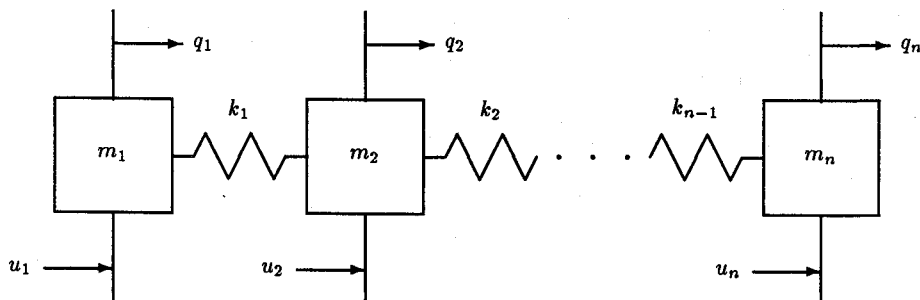 q₁ q₂ qₙ
k₁ k₂ kₙ₋₁
m₁ m₂ mₙ
u₁ u₂ uₙ